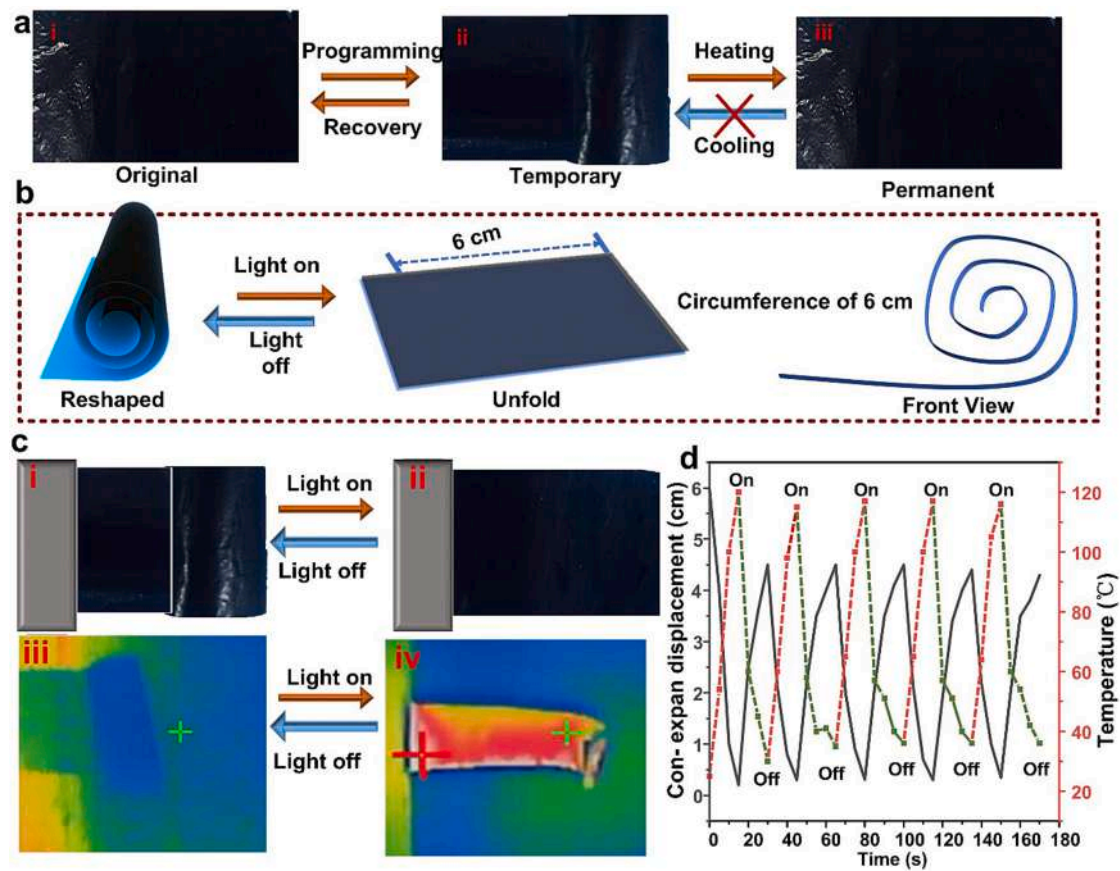 a
i
Programming
Recovery
Original
ii
Temporary
Heating
Cooling
iii
Permanent
b
Reshaped
Light on
Light
off
6 cm
Unfold
Circumference of 6 cm
Front View
c
i
Light on
Light off
ii
iii
Light on
Light off
iv
d
Con- expan displacement (cm)
6
5
4
3
2
1
0
On
On
On
On
On
Off
Off
Off
Off
Off
0 20 40 60 80 100 120 140 160 180
Time (s)
120
100
80
60
40
20
Temperature (℃)